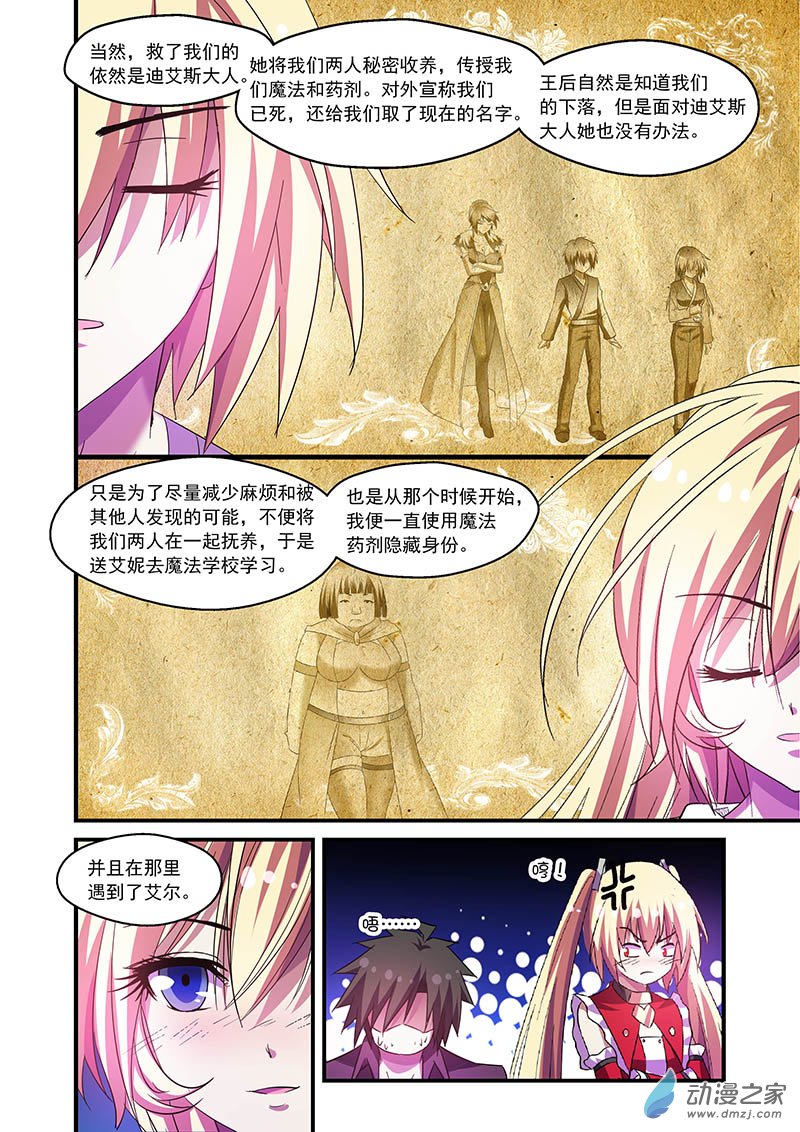 当然，救了我们的
依然是迪艾斯大人。
她将我们两人秘密收养，传授我
们魔法和药剂。对外宣称我们
已死，还给我们取了现在的名字。
王后自然是知道我们
的下落，但是面对迪艾斯
大人她也没有办法。
只是为了尽量减少麻烦和被
其他人发现的可能，不便将
我们两人在一起抚养，于是
送艾妮去魔法学校学习。
也是从那个时候开始，
我便一直使用魔法
药剂隐藏身份。
并且在那里
遇到了艾尔。
唔……
哼！
动漫之家
www.dmzj.com